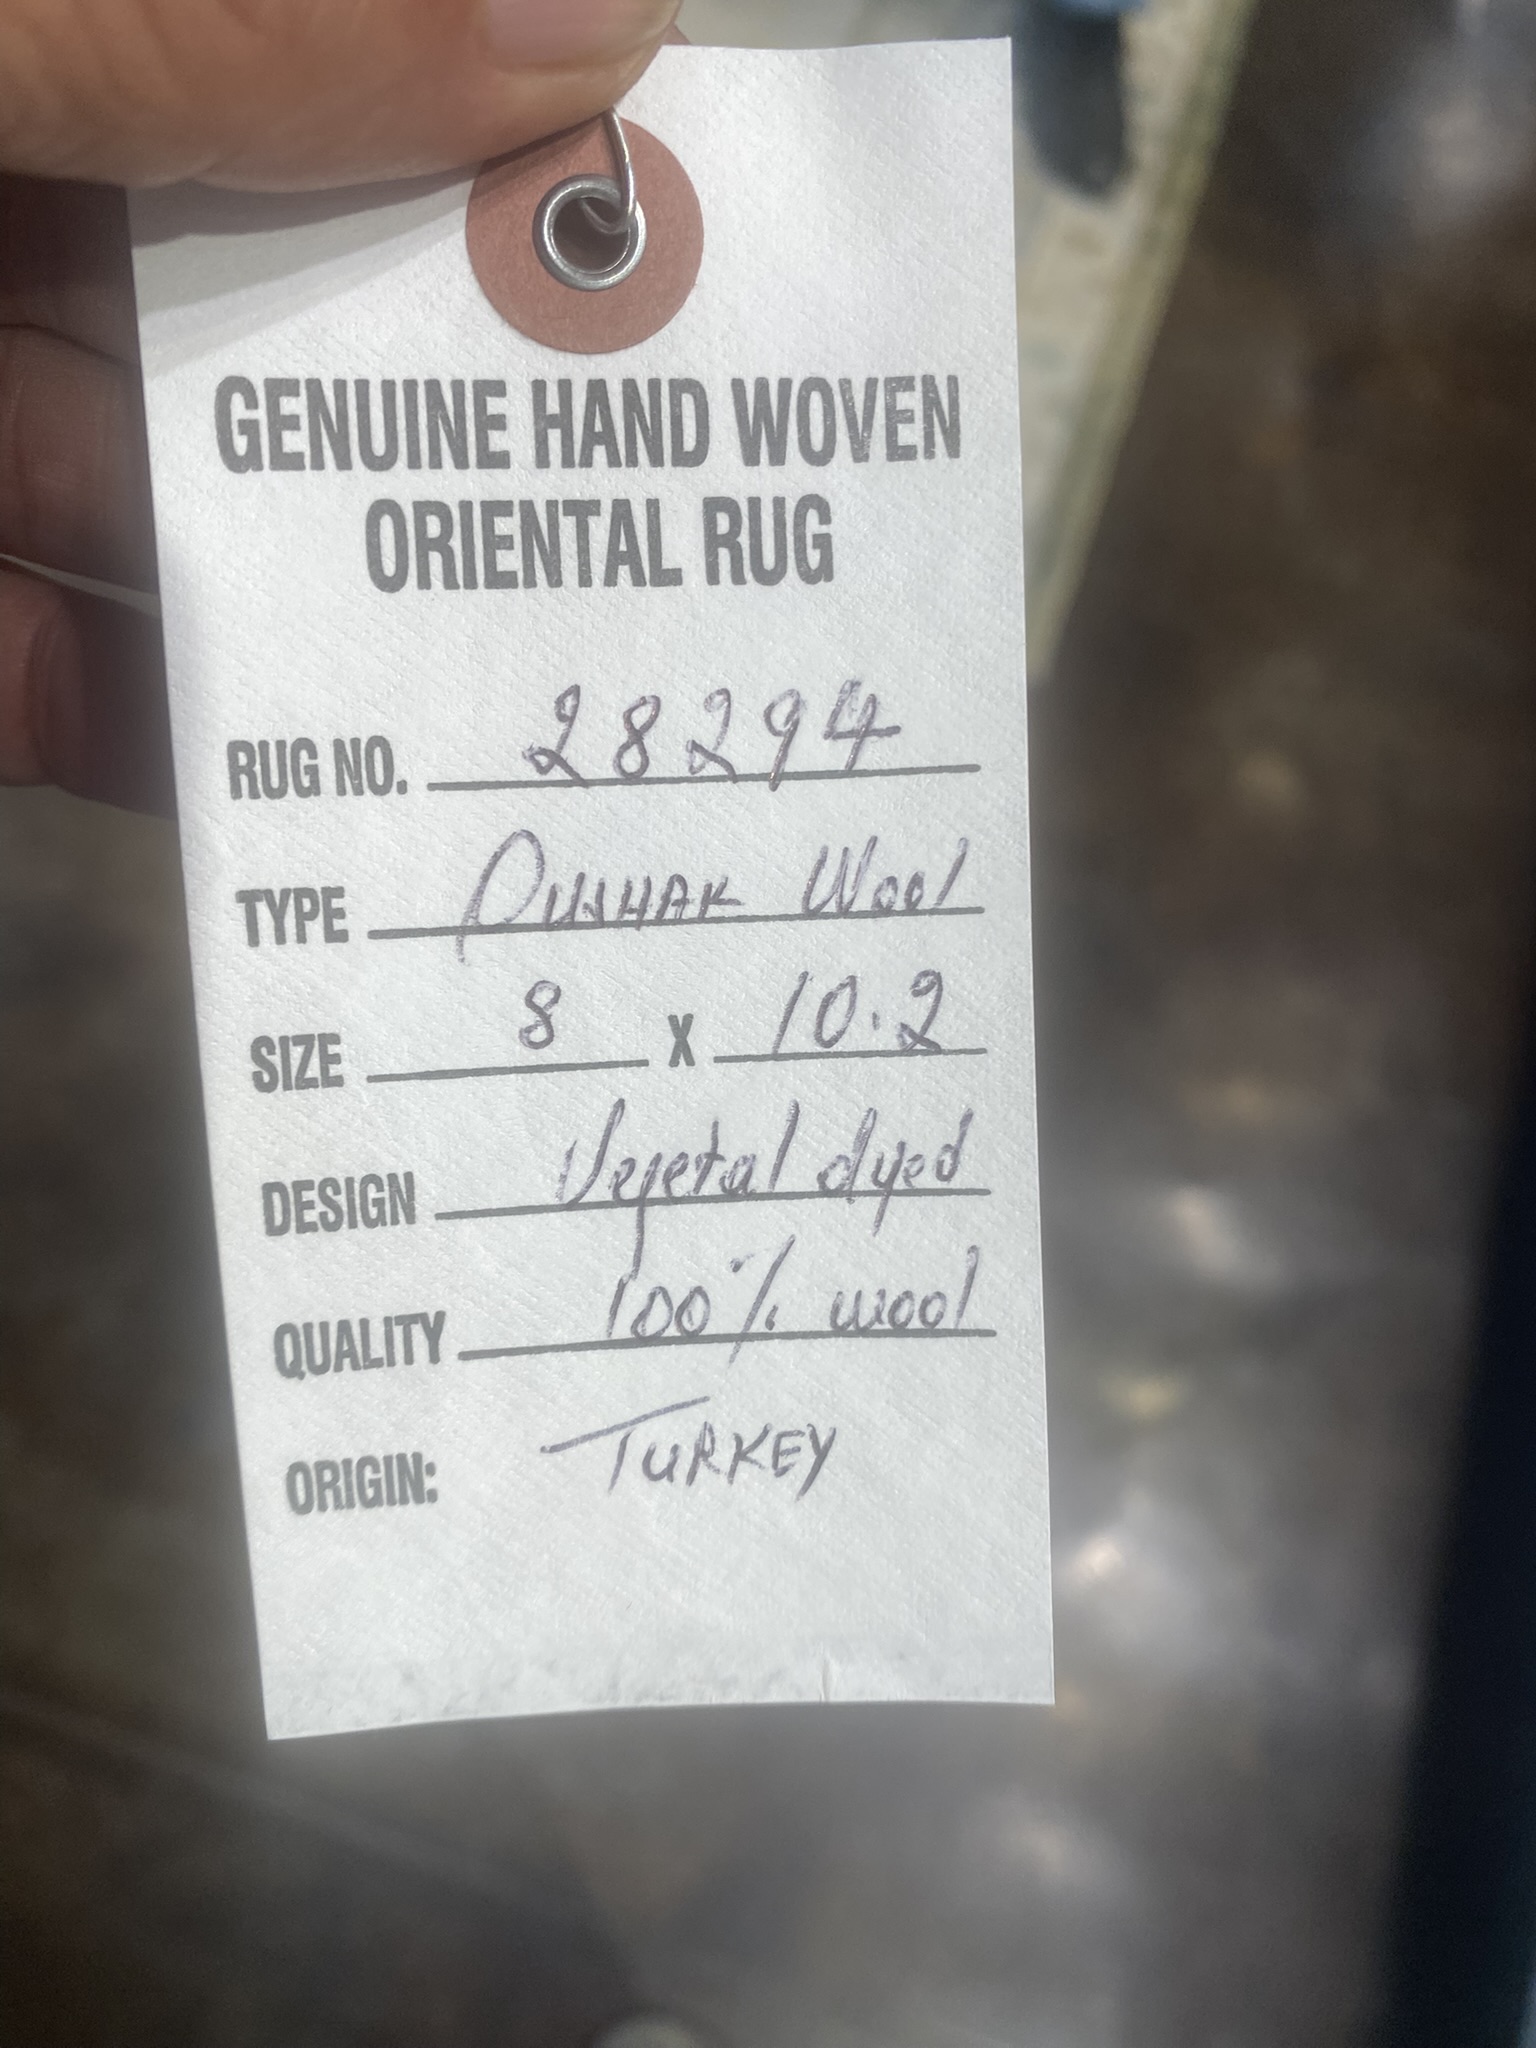 GENUINE HAND WOVEN
ORIENTAL RUG
RUG NO. 28294
TYPE OUSHAK Wool
SIZE 8 X 10.2
DESIGN Vegetal dyed
QUALITY 100% wool
ORIGIN: TURKEY